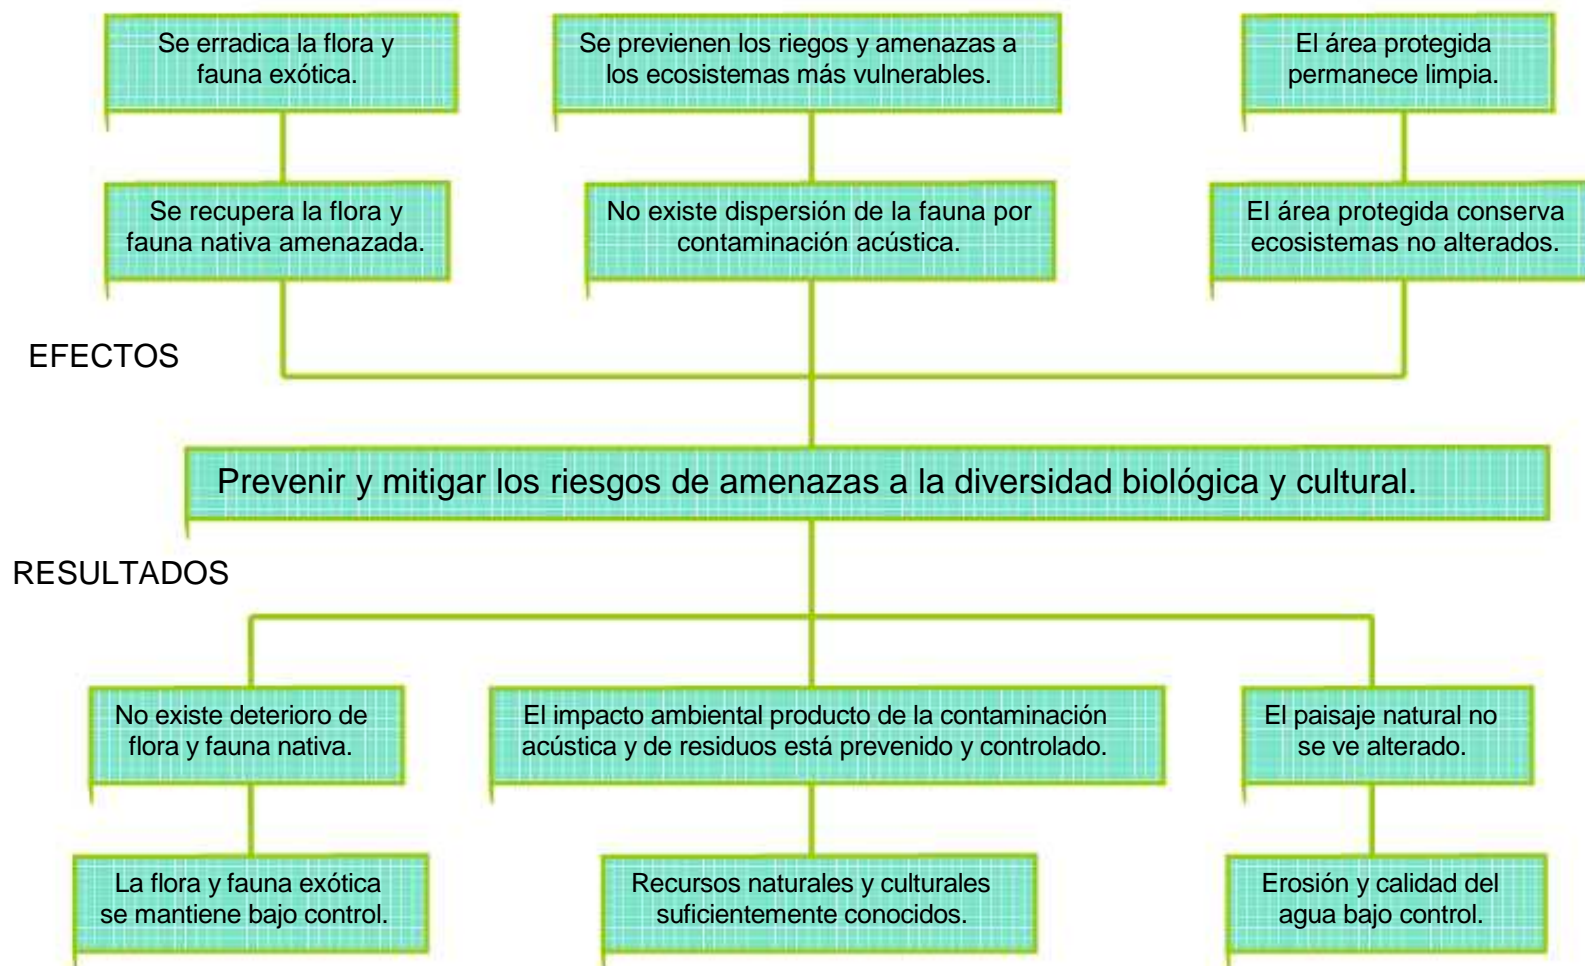 Se erradica la flora y
fauna exótica.
Se previenen los riegos y amenazas a
los ecosistemas más vulnerables.
El área protegida
permanece limpia.
Se recupera la flora y
fauna nativa amenazada.
No existe dispersión de la fauna por
contaminación acústica.
El área protegida conserva
ecosistemas no alterados.
EFECTOS
Prevenir y mitigar los riesgos de amenazas a la diversidad biológica y cultural.
RESULTADOS
No existe deterioro de
flora y fauna nativa.
El impacto ambiental producto de la contaminación
acústica y de residuos está prevenido y controlado.
El paisaje natural no
se ve alterado.
La flora y fauna exótica
se mantiene bajo control.
Recursos naturales y culturales
suficientemente conocidos.
Erosión y calidad del
agua bajo control.